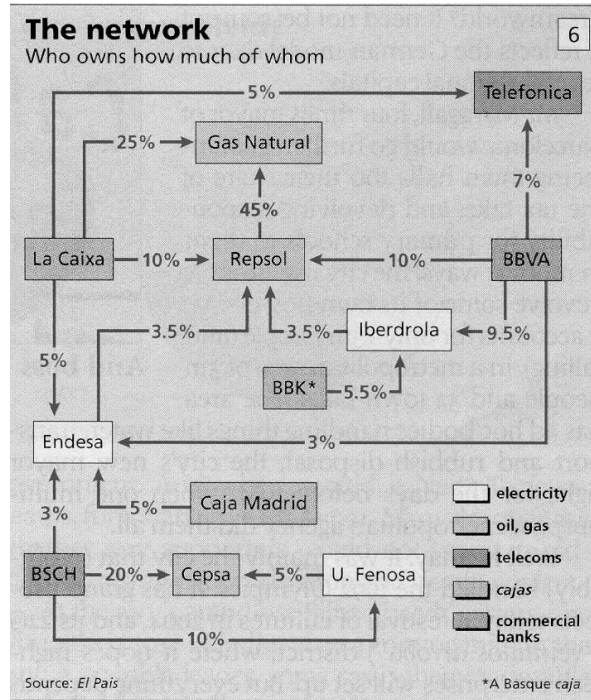 The network
6
Who owns how much of whom
5%
Telefonica
25%
Gas Natural
7%
45%
La Caixa
10%
Repsol
10%
BBVA
3.5%
3.5%
Iberdrola
9.5%
5%
BBK*
5.5%
Endesa
3%
3%
5%
Caja Madrid
electricity
oil, gas
BSCH
20%
Cepsa
5%
U. Fenosa
telecoms
cajas
10%
commercial
banks
Source: El Pais
*A Basque caja